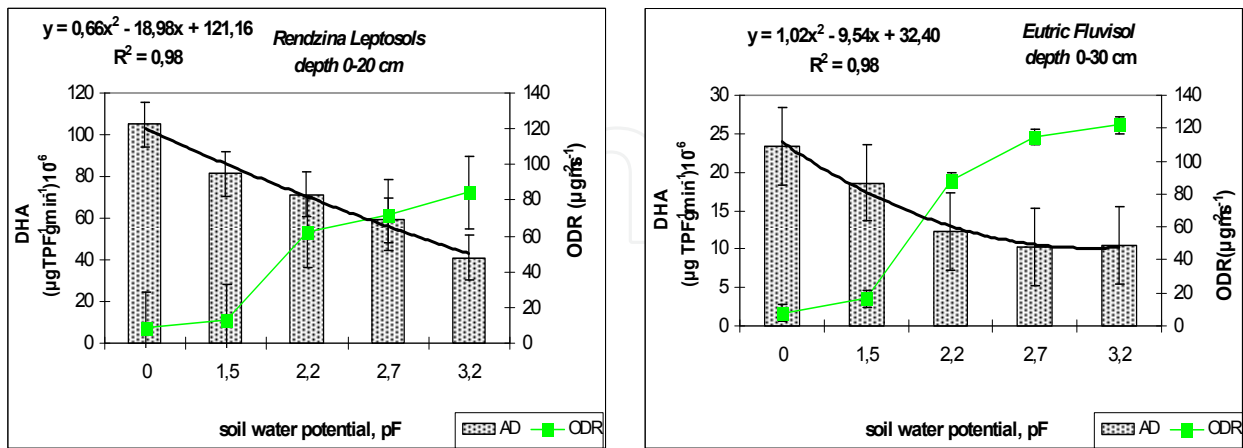 y = 0,66x² - 18,98x + 121,16
R² = 0,98
Rendzina Leptosols
depth 0-20 cm
DHA
(µgTPF⁻¹gmin⁻¹)10⁻⁶
120
100
80
60
40
20
0
ODR (µgm⁻²s⁻¹)
140
120
100
80
60
40
20
0
0 1,5 2,2 2,7 3,2
soil water potential, pF
AD ODR
y = 1,02x² - 9,54x + 32,40
R² = 0,98
Eutric Fluvisol
depth 0-30 cm
DHA
(µg TPF⁻¹gmin⁻¹)10⁻⁶
30
25
20
15
10
5
0
ODR(µgm⁻²s⁻¹)
140
120
100
80
60
40
20
0
0 1,5 2,2 2,7 3,2
soil water potential, pF
AD ODR